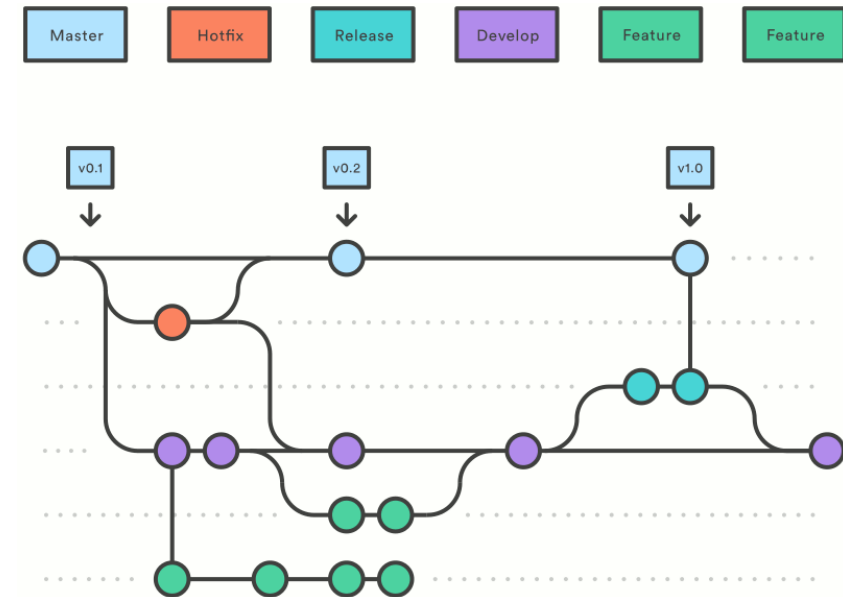 Master
Hotfix
Release
Develop
Feature
Feature
v0.1
v0.2
v1.0